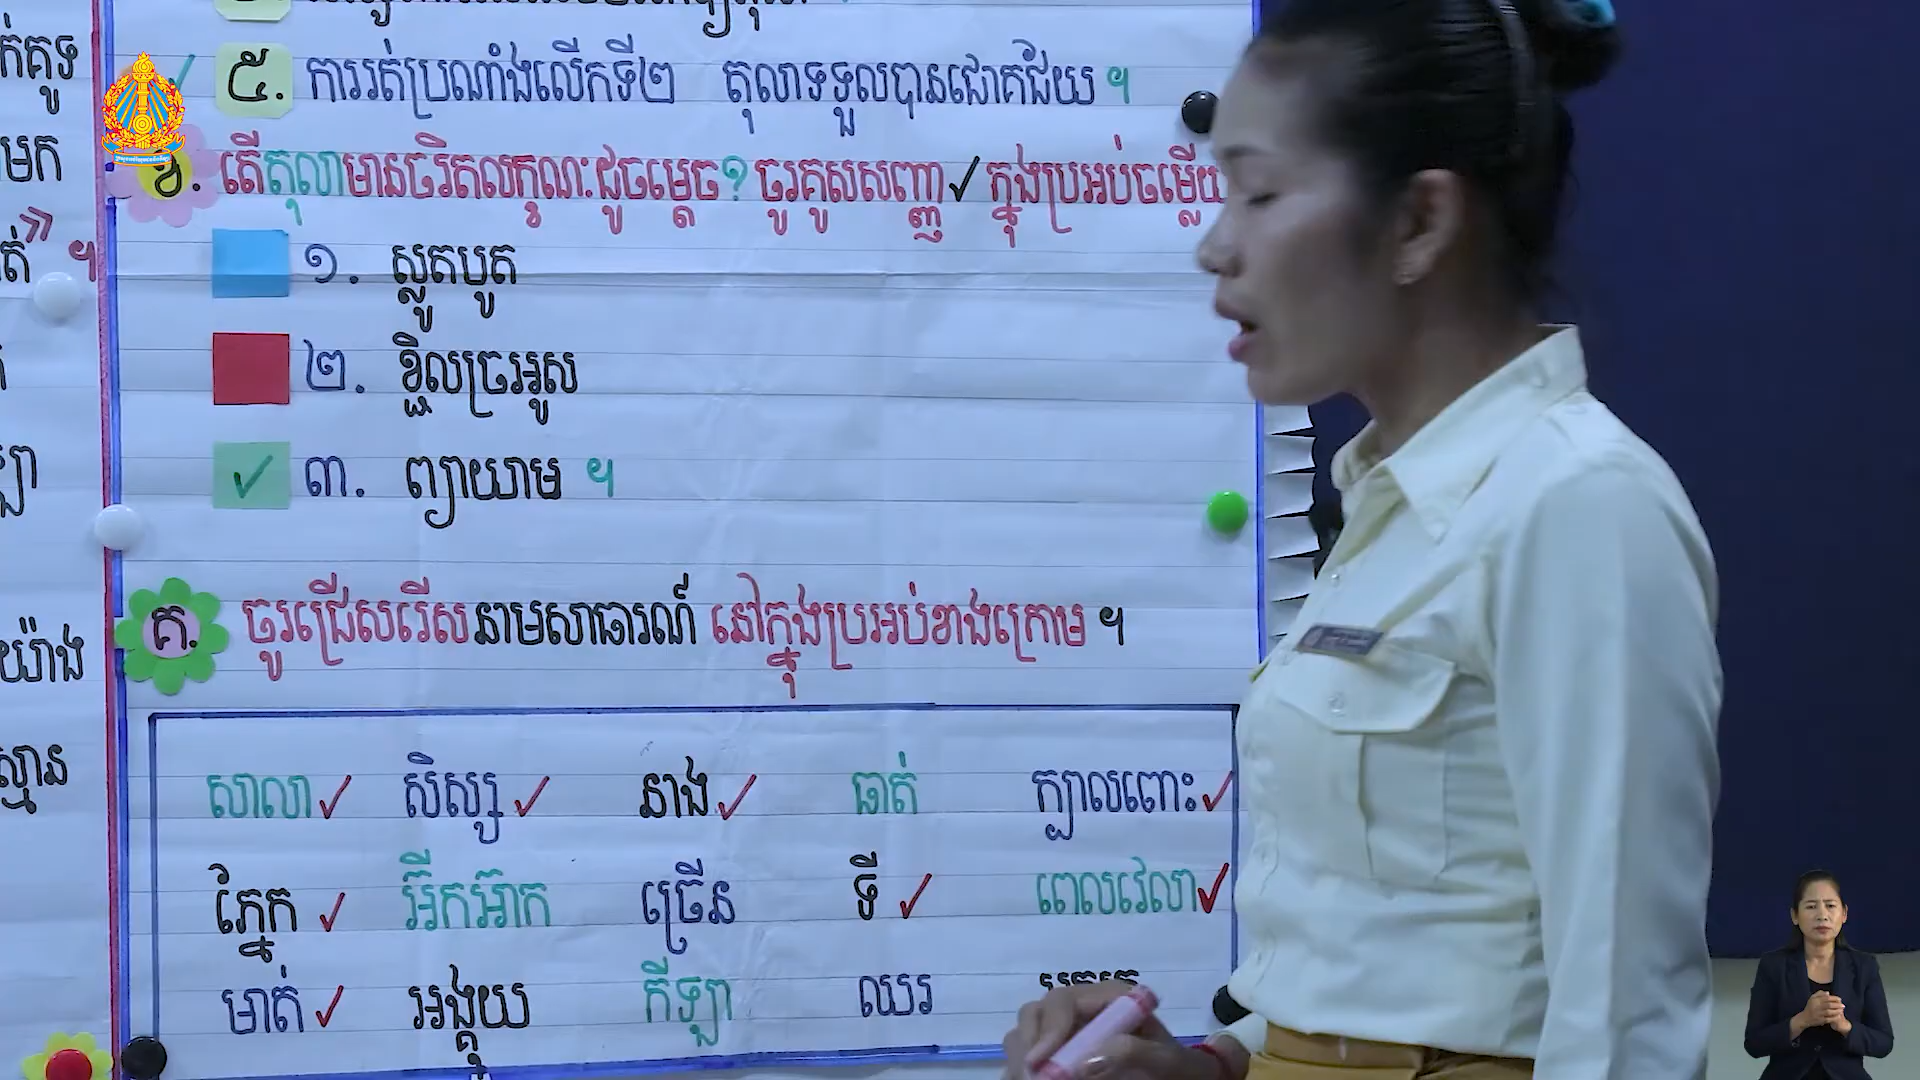 ៥. ការរត់ប្រណាំងលើកទី២ តុលាទទួលបានជោគជ័យ ។
ខ. តើតុលាមានចរិតលក្ខណៈដូចម្ដេច? ចូរគូសសញ្ញា ✓ ក្នុងប្រអប់ចម្លើយ
១. ស្លូតបូត
២. ខ្ជិលច្រអូស
✓ ៣. ព្យាយាម ។
គ. ចូរជ្រើសរើសនាមសាធារណ៍ នៅក្នុងប្រអប់ខាងក្រោម ។
សាលា ✓ សិស្ស ✓ នាង ✓ ធាត់ ក្បាលពោះ ✓
ភ្នែក ✓ អ៊ឹកអ៊ាក ច្រើន ទី ✓ ពេលវេលា ✓
មាត់ ✓ អង្គុយ កីឡា ឈរ